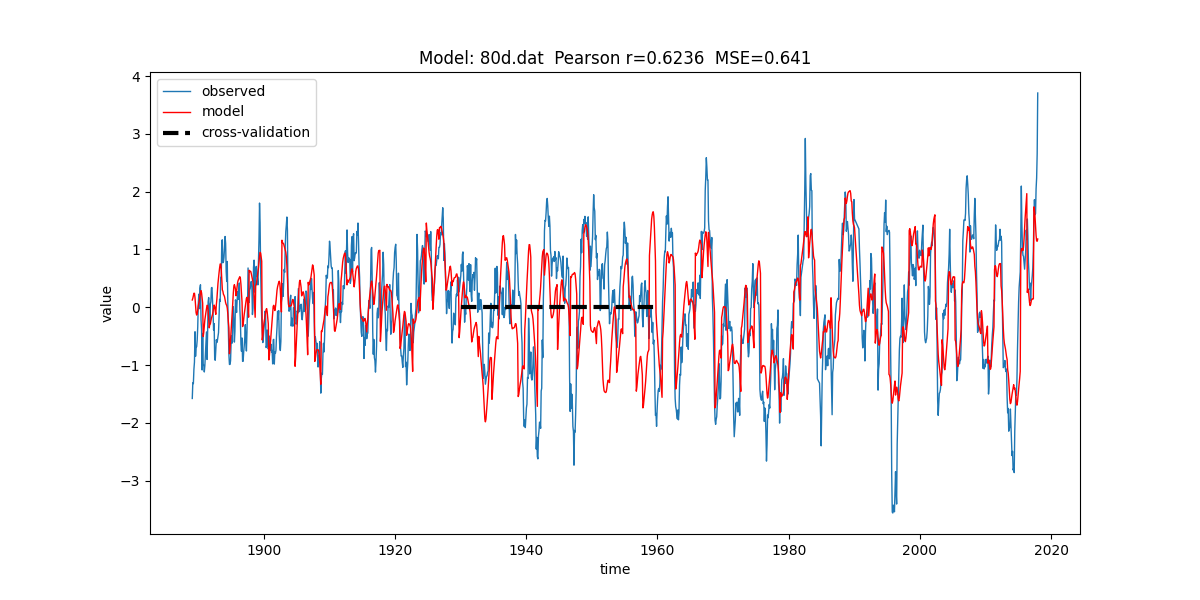 Model: 80d.dat  Pearson r=0.6236  MSE=0.641
observed
model
cross-validation
4
3
2
1
0
−1
−2
−3
value
1900
1920
1940
1960
1980
2000
2020
time